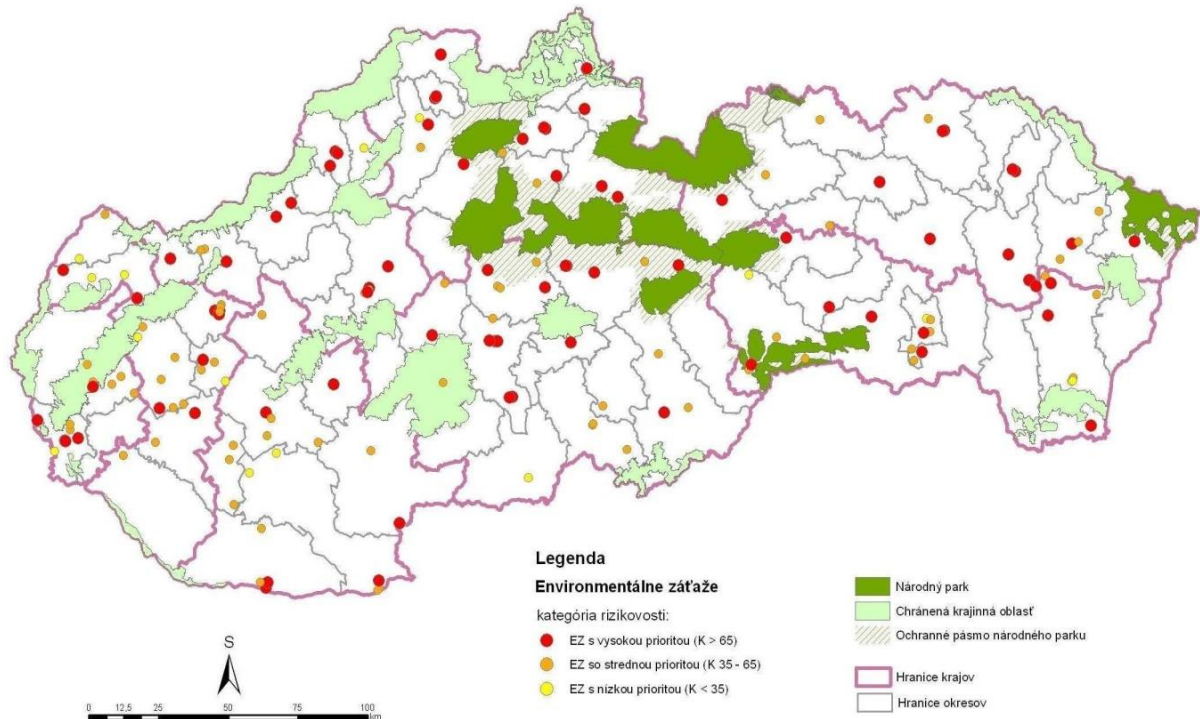 Legenda
Environmentálne záťaže
kategória rizikovosti:
EZ s vysokou prioritou (K > 65)
EZ so strednou prioritou (K 35 - 65)
EZ s nízkou prioritou (K < 35)
Národný park
Chránená krajinná oblasť
Ochranné pásmo národného parku
Hranice krajov
Hranice okresov
S
0 12,5 25 50 75 100
km